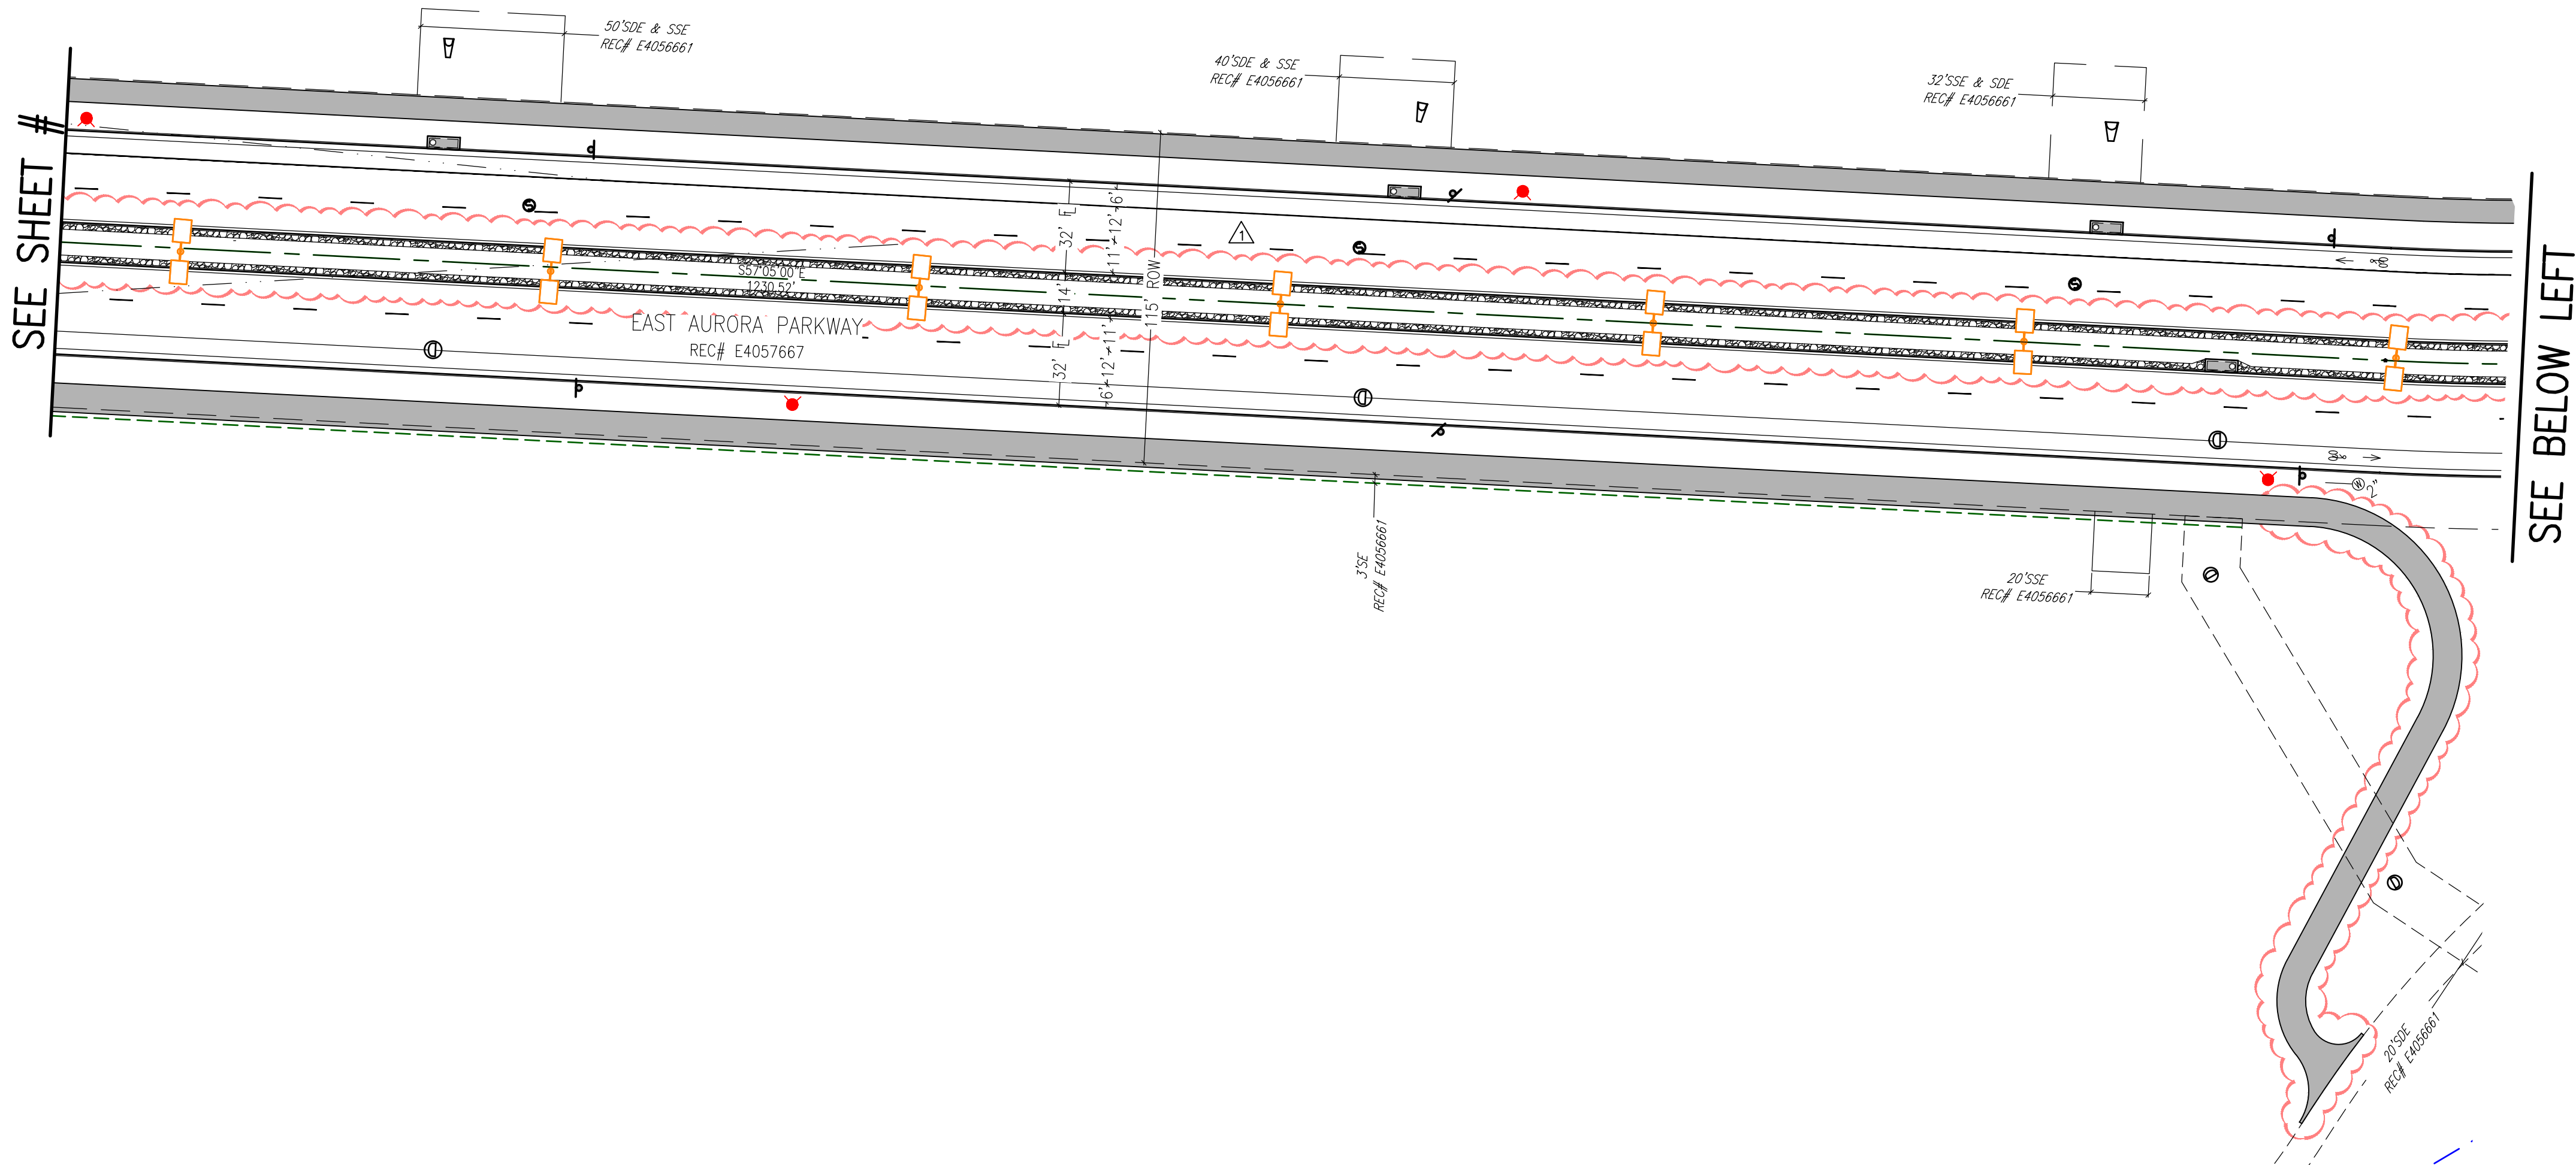 50'SDE & SSE
REC# E4056661
40'SDE & SSE
REC# E4056661
32'SSE & SDE
REC# E4056661
SEE SHEET #
SEE BELOW LEFT
S
S
S
1
32' FL
6'
12'
11'
14'
115' ROW
S57°05'00"E
1230.52'
EAST AURORA PARKWAY
REC# E4057667
32' FL
11'
12'
6'
D
D
D
W 2"
3'SE
REC# E4056661
20'SSE
REC# E4056661
D
D
20'SDE
REC# E4056661